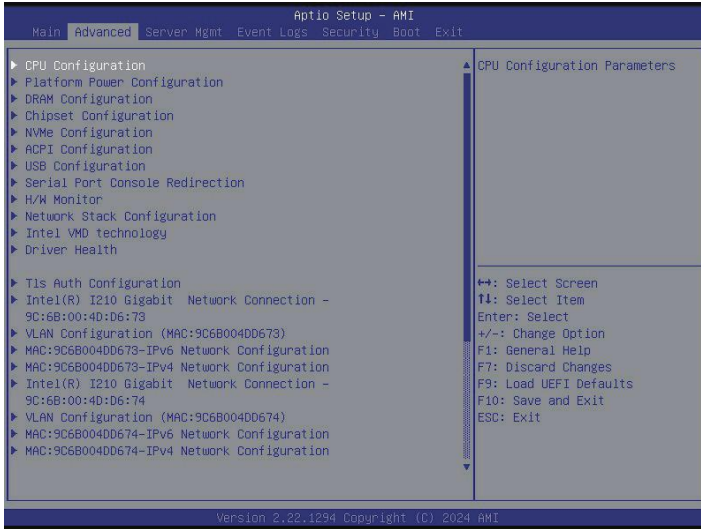 Aptio Setup - AMI
Main Advanced Server Mgmt Event Logs Security Boot Exit
CPU Configuration
Platform Power Configuration
DRAM Configuration
Chipset Configuration
NVMe Configuration
ACPI Configuration
USB Configuration
Serial Port Console Redirection
H/W Monitor
Network Stack Configuration
Intel VMD technology
Driver Health
Tls Auth Configuration
Intel(R) I210 Gigabit  Network Connection -
9C:6B:00:4D:D6:73
VLAN Configuration (MAC:9C6B004DD673)
MAC:9C6B004DD673-IPv6 Network Configuration
MAC:9C6B004DD673-IPv4 Network Configuration
Intel(R) I210 Gigabit  Network Connection -
9C:6B:00:4D:D6:74
VLAN Configuration (MAC:9C6B004DD674)
MAC:9C6B004DD674-IPv6 Network Configuration
MAC:9C6B004DD674-IPv4 Network Configuration
CPU Configuration Parameters
↔: Select Screen
↑↓: Select Item
Enter: Select
+/-: Change Option
F1: General Help
F7: Discard Changes
F9: Load UEFI Defaults
F10: Save and Exit
ESC: Exit
Version 2.22.1294 Copyright (C) 2024 AMI